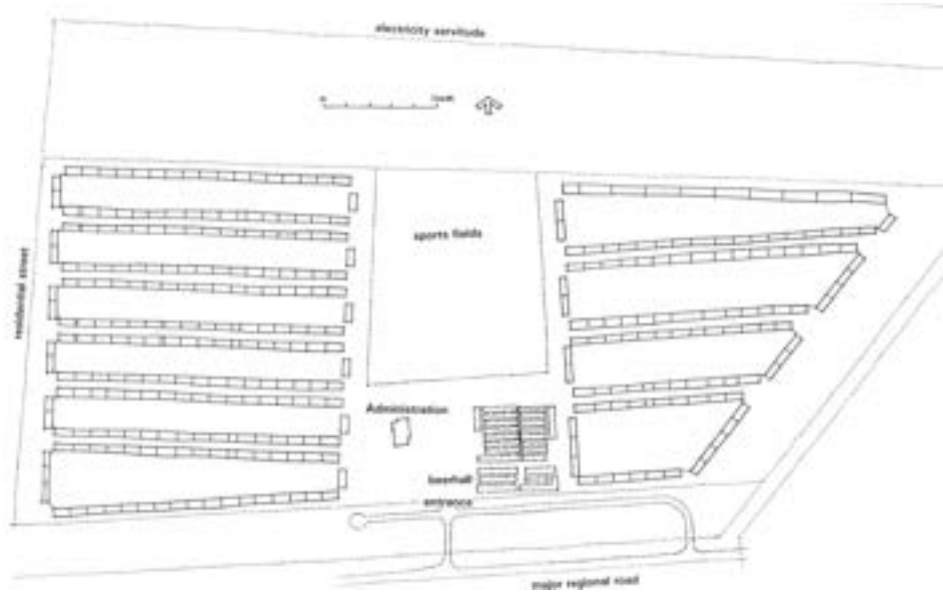 electricity servitude
sports fields
residential street
Administration
beerhall
entrance
major regional road